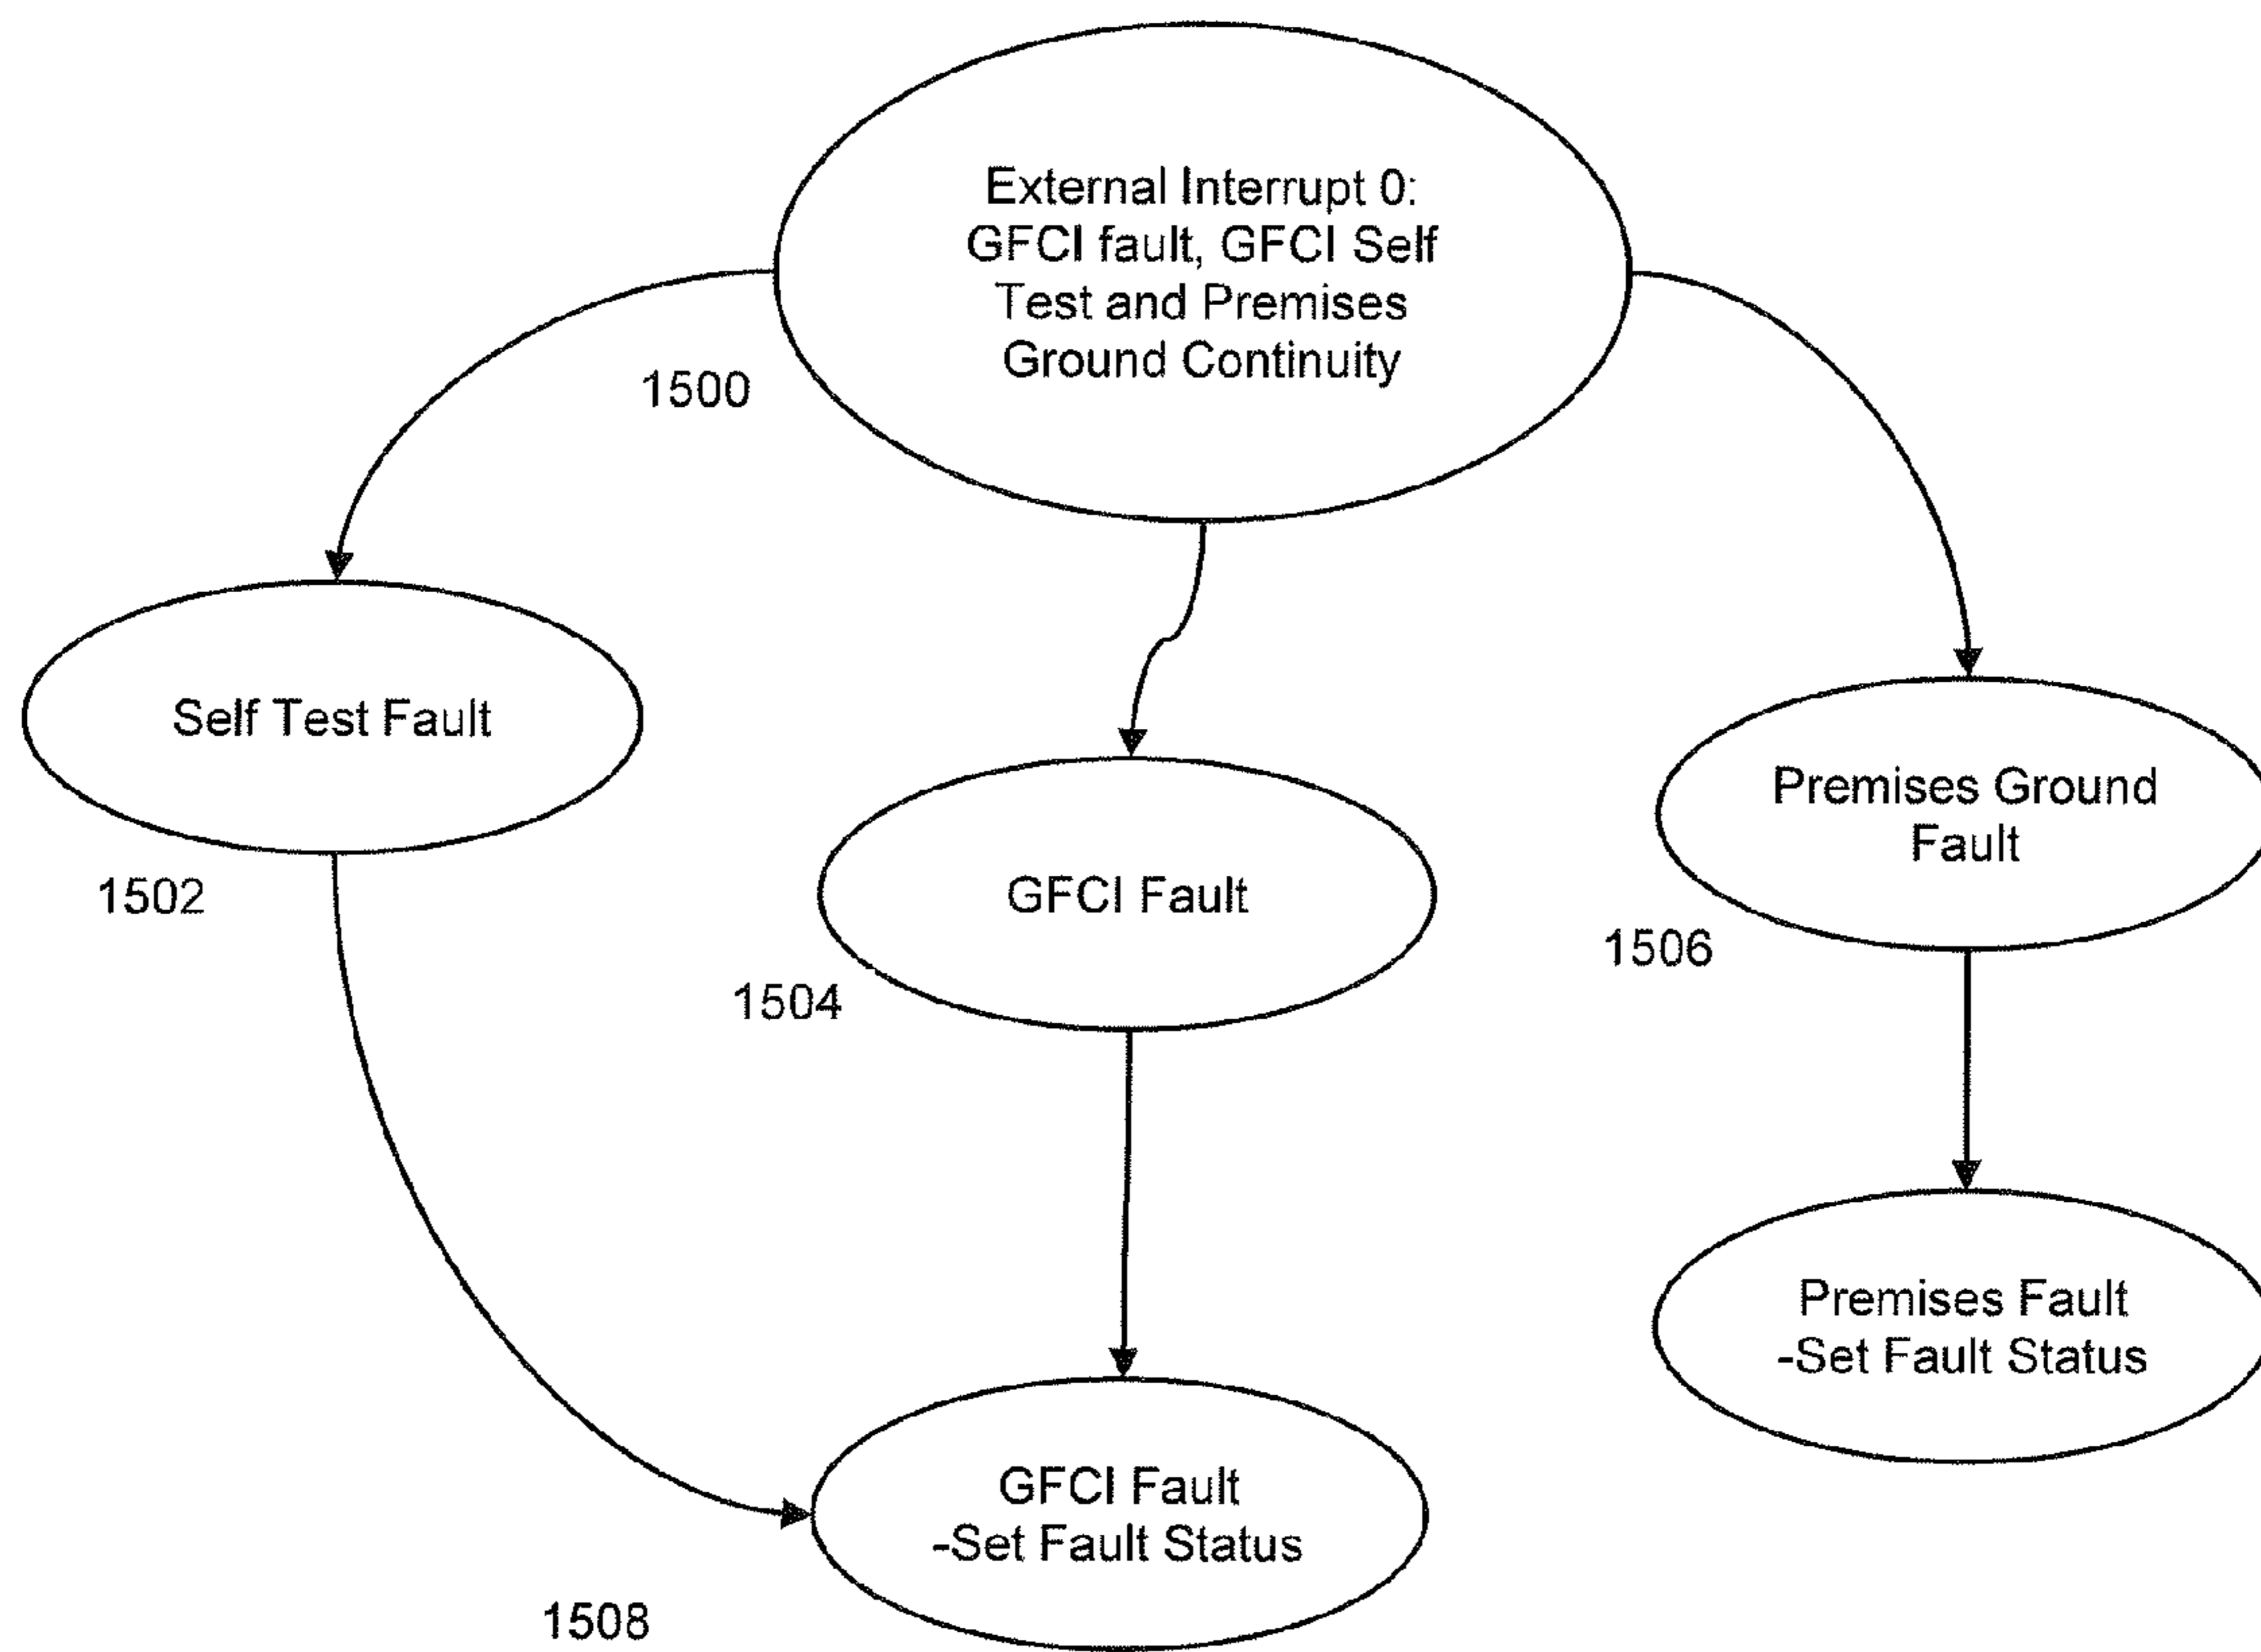 External Interrupt 0:
GFCI fault, GFCI Self
Test and Premises
Ground Continuity
1500
Self Test Fault
1502
GFCI Fault
1504
Premises Ground
Fault
1506
Premises Fault
-Set Fault Status
GFCI Fault
-Set Fault Status
1508